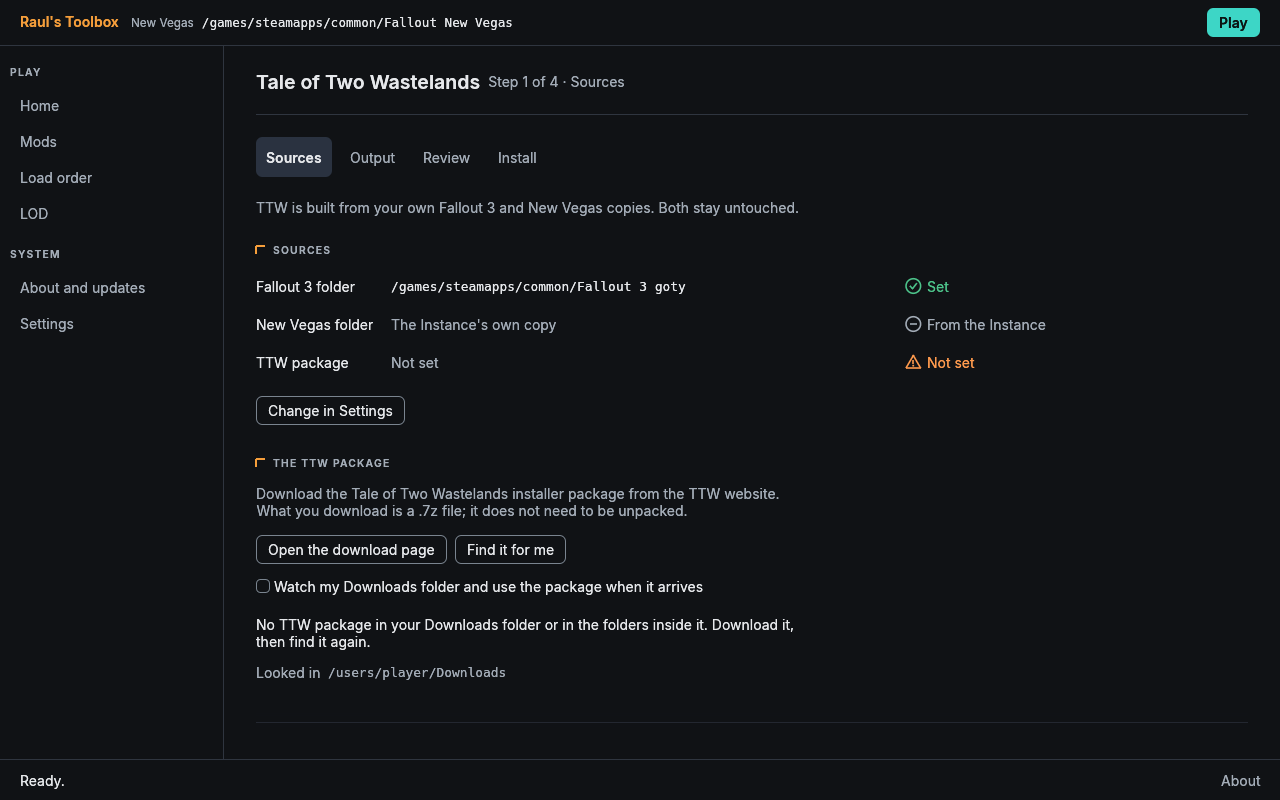 Raul's Toolbox New Vegas /games/steamapps/common/Fallout New Vegas Play
PLAY
Home
Mods
Load order
LOD
SYSTEM
About and updates
Settings
Tale of Two Wastelands Step 1 of 4 · Sources
Sources Output Review Install
TTW is built from your own Fallout 3 and New Vegas copies. Both stay untouched.
SOURCES
Fallout 3 folder /games/steamapps/common/Fallout 3 goty Set
New Vegas folder The Instance's own copy From the Instance
TTW package Not set Not set
Change in Settings
THE TTW PACKAGE
Download the Tale of Two Wastelands installer package from the TTW website.
What you download is a .7z file; it does not need to be unpacked.
Open the download page Find it for me
Watch my Downloads folder and use the package when it arrives
No TTW package in your Downloads folder or in the folders inside it. Download it,
then find it again.
Looked in /users/player/Downloads
Ready. About